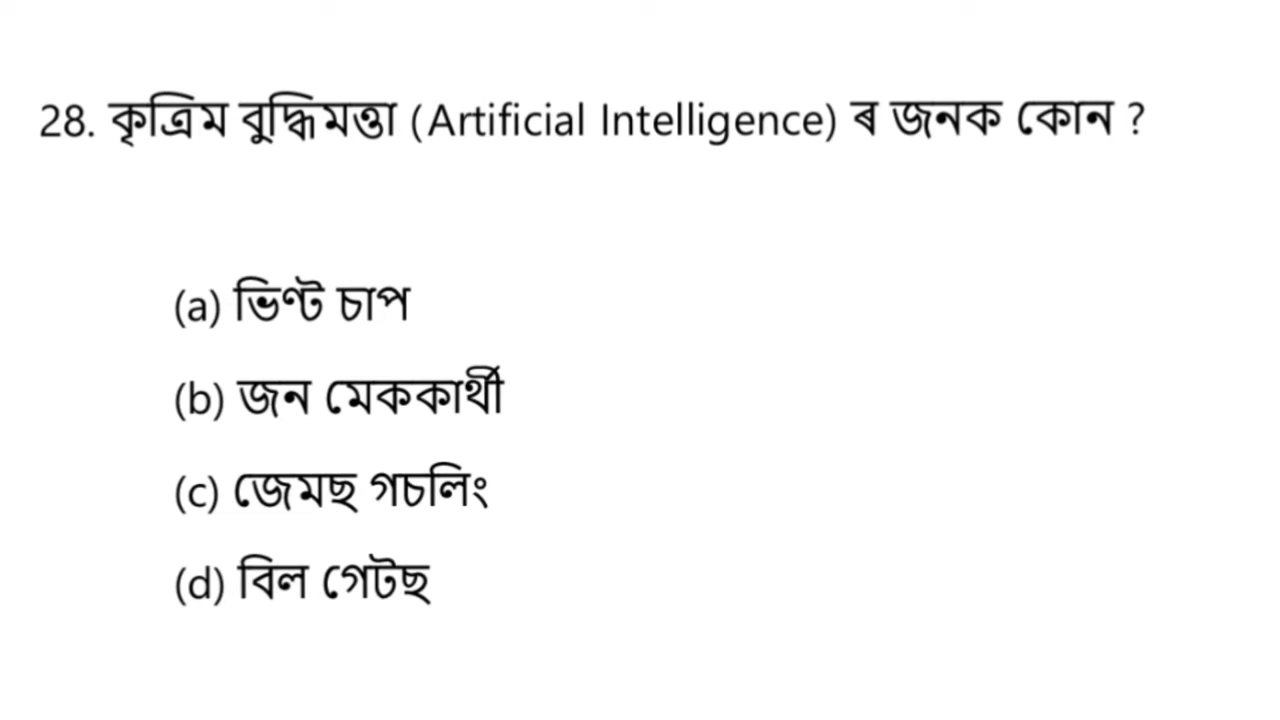 28. কৃত্ৰিম বুদ্ধিমত্তা (Artificial Intelligence) ৰ জনক কোন ?
(a) ভিণ্ট চাপ
(b) জন মেককাৰ্থী
(c) জেমছ গচলিং
(d) বিল গেটছ